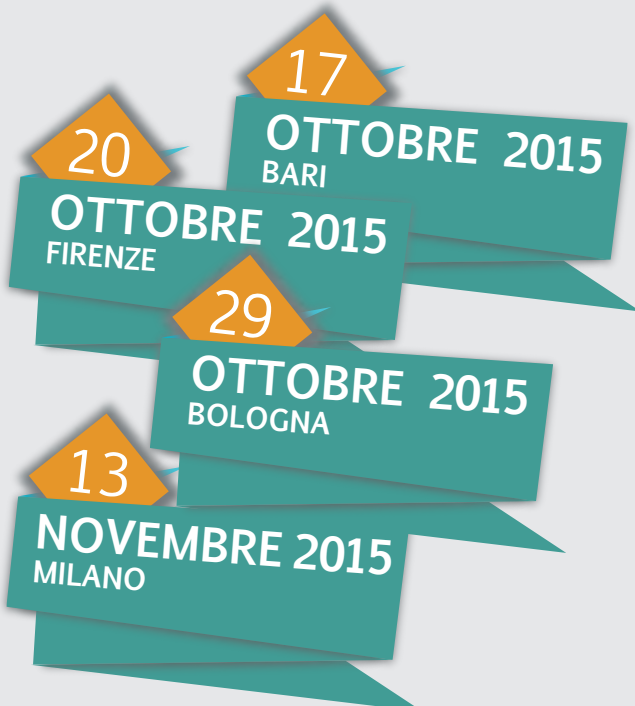 17
OTTOBRE 2015
BARI
20
OTTOBRE 2015
FIRENZE
29
OTTOBRE 2015
BOLOGNA
13
NOVEMBRE 2015
MILANO